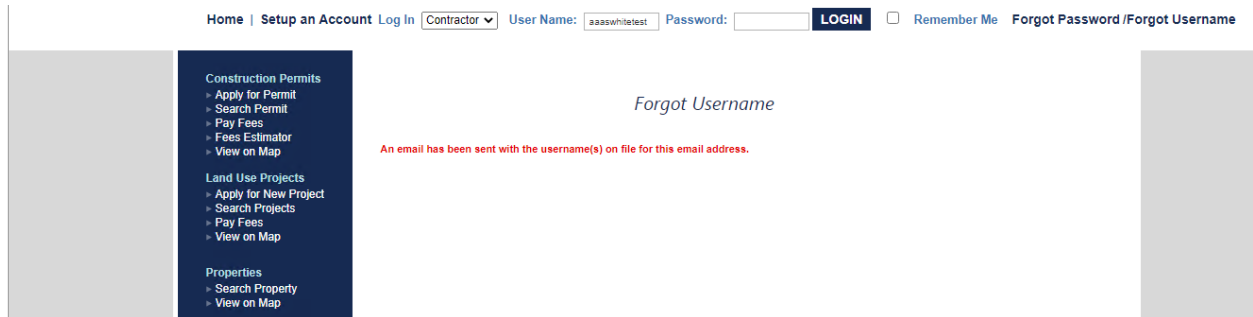 Home | Setup an Account Log In Contractor User Name: aaaswhitetest Password: LOGIN Remember Me Forgot Password /Forgot Username
Construction Permits
Apply for Permit
Search Permit
Pay Fees
Fees Estimator
View on Map
Land Use Projects
Apply for New Project
Search Projects
Pay Fees
View on Map
Properties
Search Property
View on Map
Forgot Username
An email has been sent with the username(s) on file for this email address.